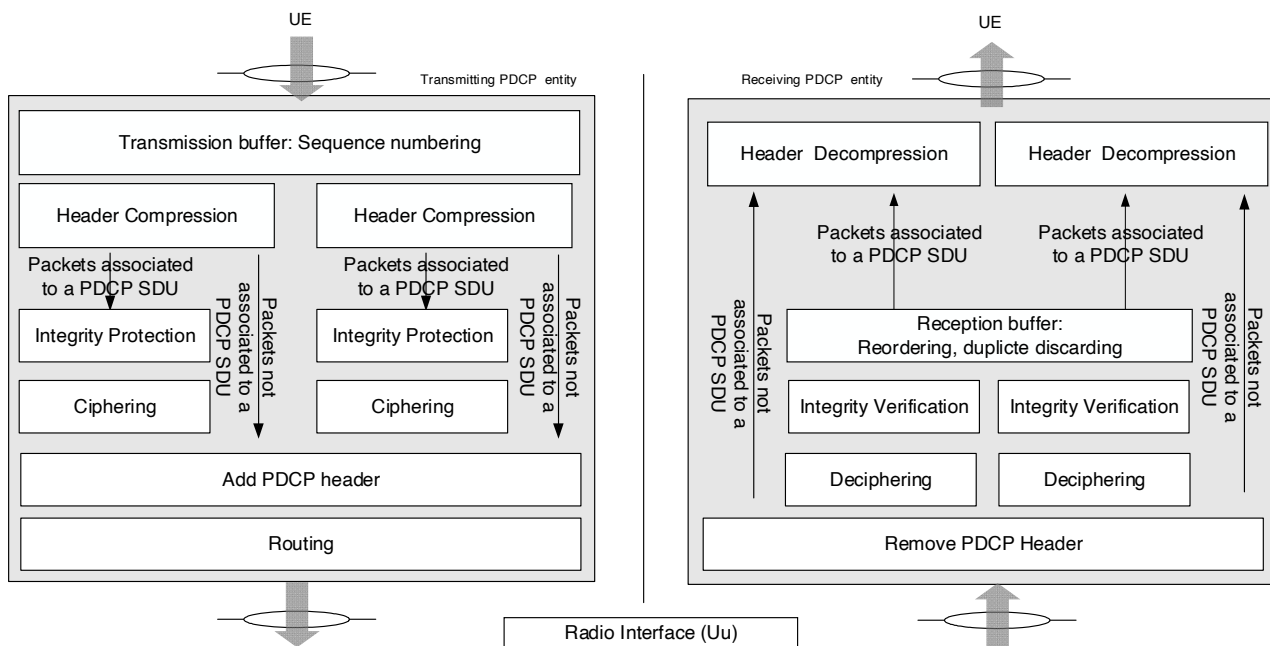 UE
Transmitting PDCP entity
Transmission buffer: Sequence numbering
Header Compression
Header Compression
Packets associated
to a PDCP SDU
Packets associated
to a PDCP SDU
Packets not
associated to a
PDCP SDU
Packets not
associated to a
PDCP SDU
Integrity Protection
Integrity Protection
Ciphering
Ciphering
Add PDCP header
Routing
UE
Receiving PDCP entity
Header Decompression
Header Decompression
Packets associated
to a PDCP SDU
Packets associated
to a PDCP SDU
Packets not
associated to a
PDCP SDU
Packets not
associated to a
PDCP SDU
Reception buffer:
Reordering, duplicte discarding
Integrity Verification
Integrity Verification
Deciphering
Deciphering
Remove PDCP Header
Radio Interface (Uu)